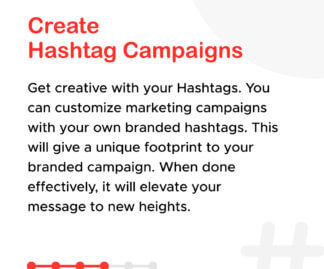 Create
Hashtag Campaigns
Get creative with your Hashtags. You
can customize marketing campaigns
with your own branded hashtags. This
will give a unique footprint to your
branded campaign. When done
effectively, it will elevate your
message to new heights.
#